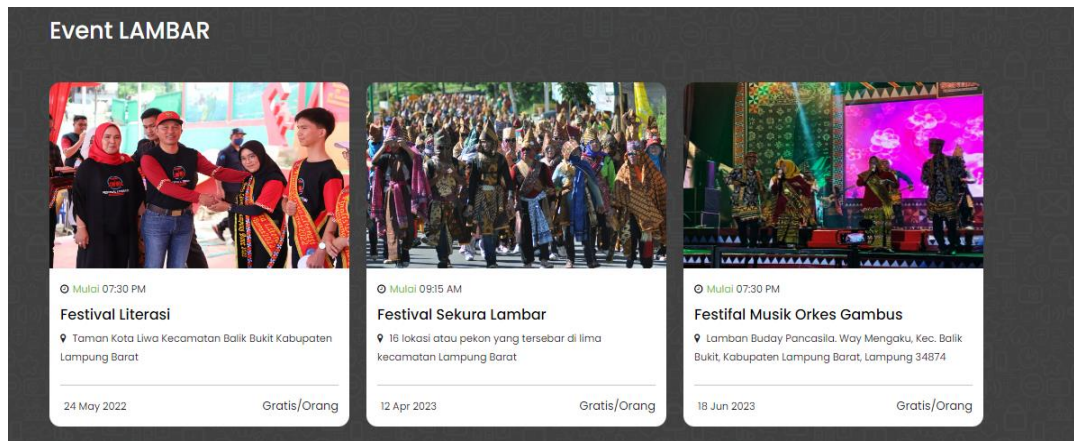 Event LAMBAR
Mulai 07:30 PM
Festival Literasi
Taman Kota Liwa Kecamatan Balik Bukit Kabupaten
Lampung Barat
24 May 2022 Gratis/Orang
Mulai 09:15 AM
Festival Sekura Lambar
16 lokasi atau pekon yang tersebar di lima
kecamatan Lampung Barat
12 Apr 2023 Gratis/Orang
Mulai 07:30 PM
Festifal Musik Orkes Gambus
Lamban Buday Pancasila. Way Mengaku, Kec. Balik
Bukit, Kabupaten Lampung Barat, Lampung 34874
18 Jun 2023 Gratis/Orang